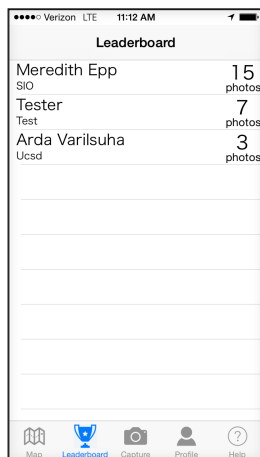 Verizon LTE 11:12 AM
Leaderboard
Meredith Epp 15
SIO photos
Tester 7
Test photos
Arda Varilsuha 3
Ucsd photos
?
Map Leaderboard Capture Profile Help